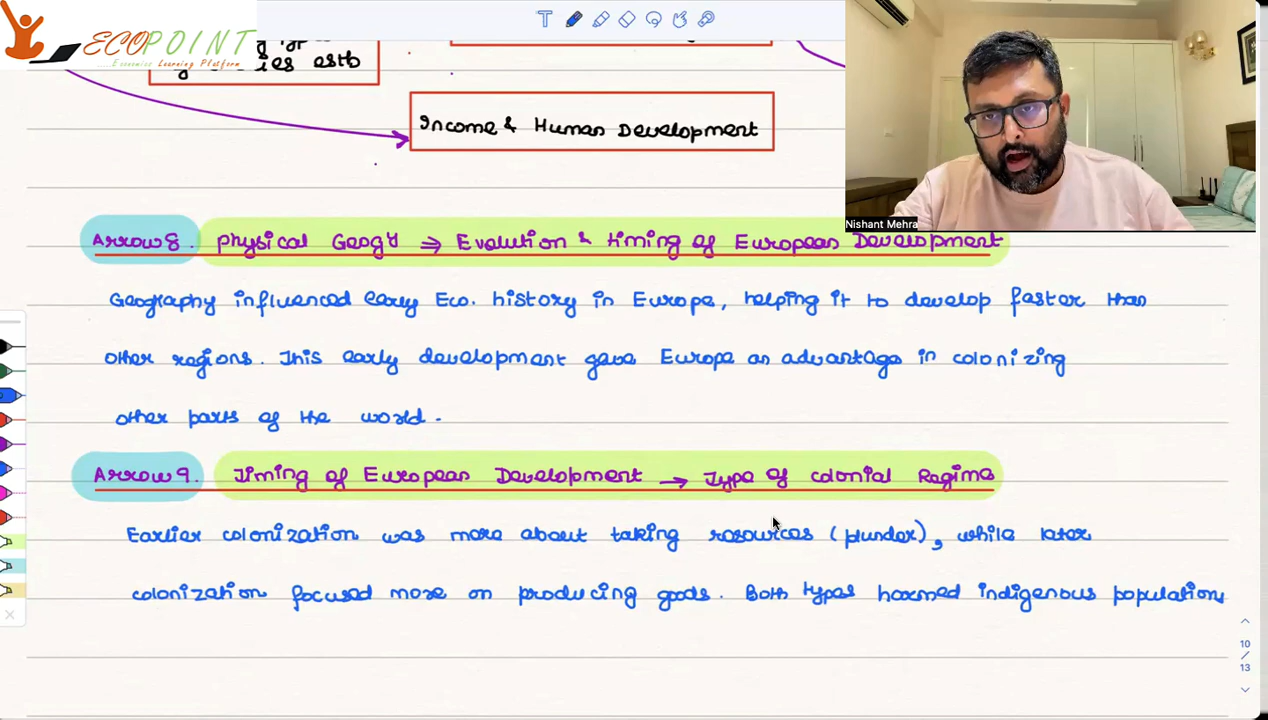 ECOPOINT
Economics Learning Platform
estb
Income & Human Development
Nishant Mehra
Arrow 8. Physical Geog'y ⇒ Evolution & timing of European Development
Geography influenced early Eco. history in Europe, helping it to develop faster than
other regions. This early development gave Europe an advantage in colonizing
other parts of the world.
Arrow 9. Timing of European Development → Type of colonial Regime
Earlier colonization was more about taking resources (plunder), while later
colonization focused more on producing goods. Both types harmed indigenous populations
10
/
13